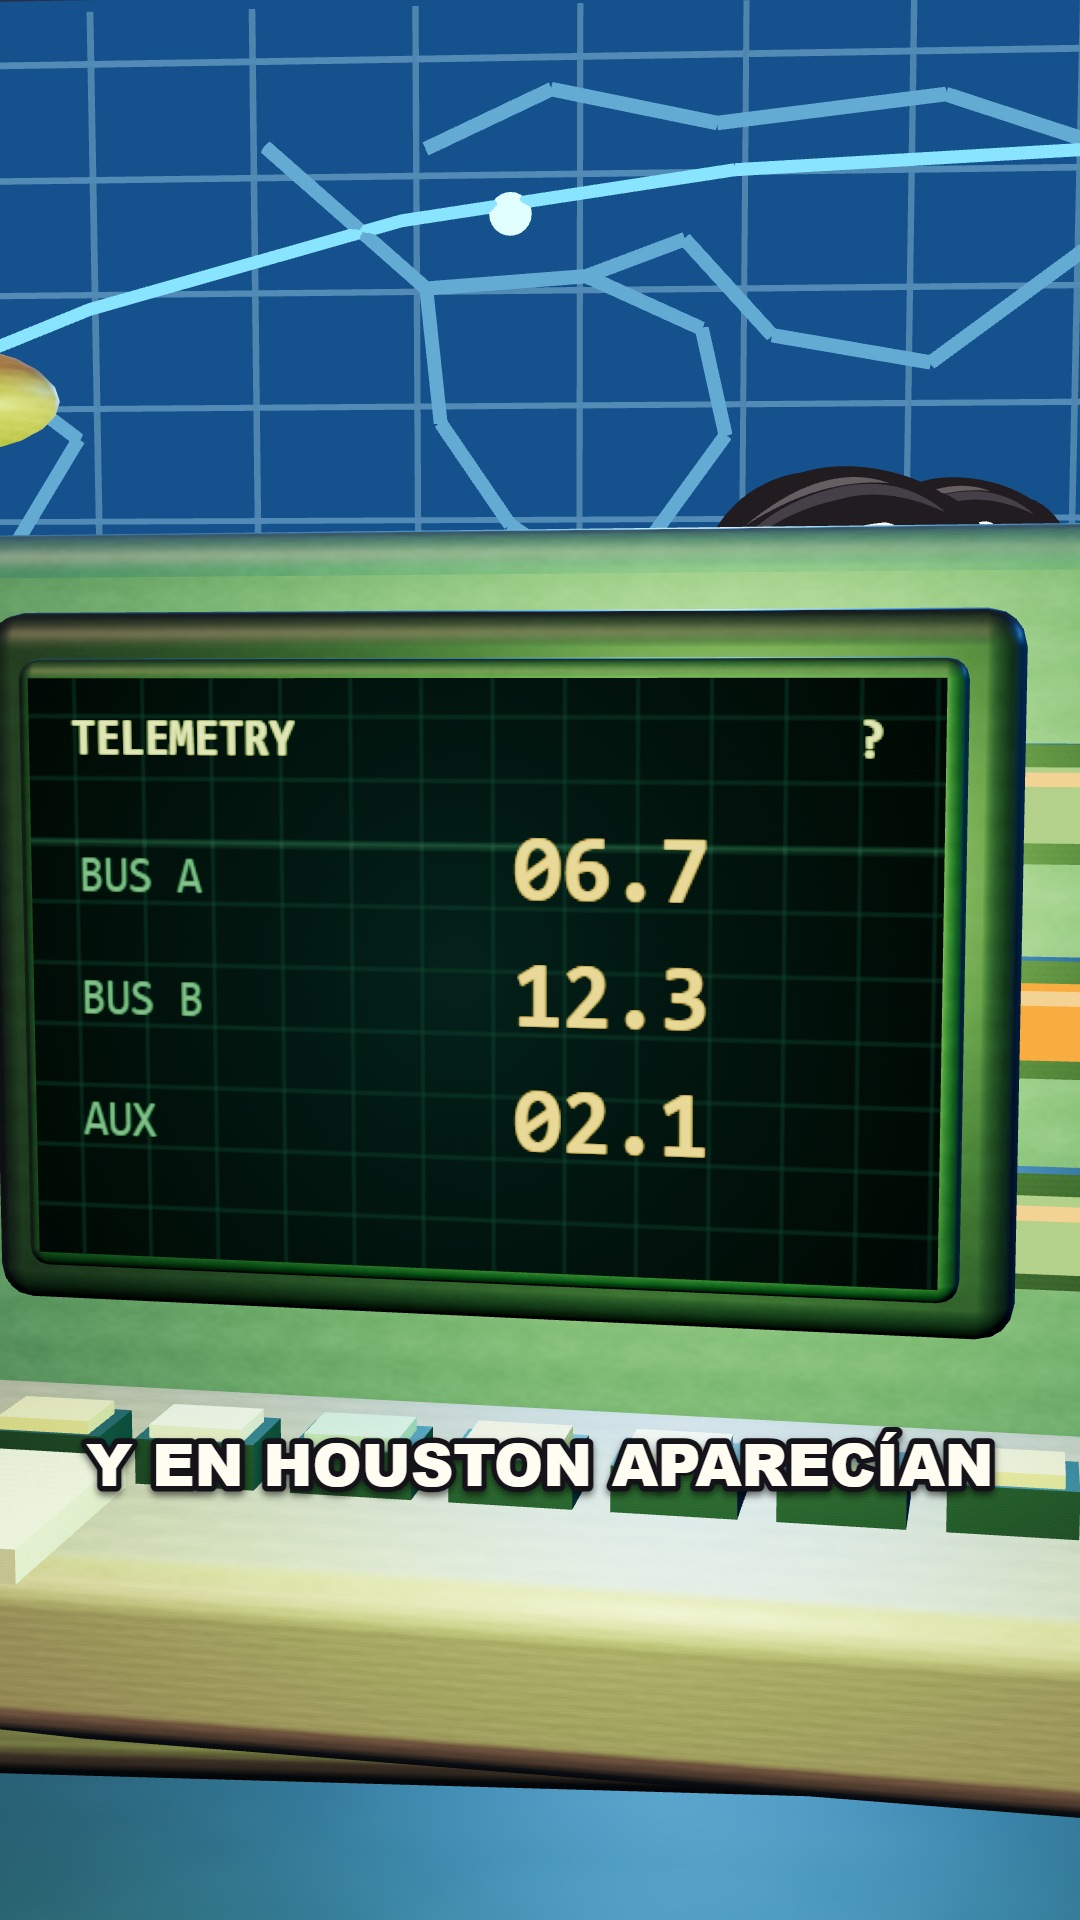 TELEMETRY ?
BUS A 06.7
BUS B 12.3
AUX 02.1
Y EN HOUSTON APARECÍAN